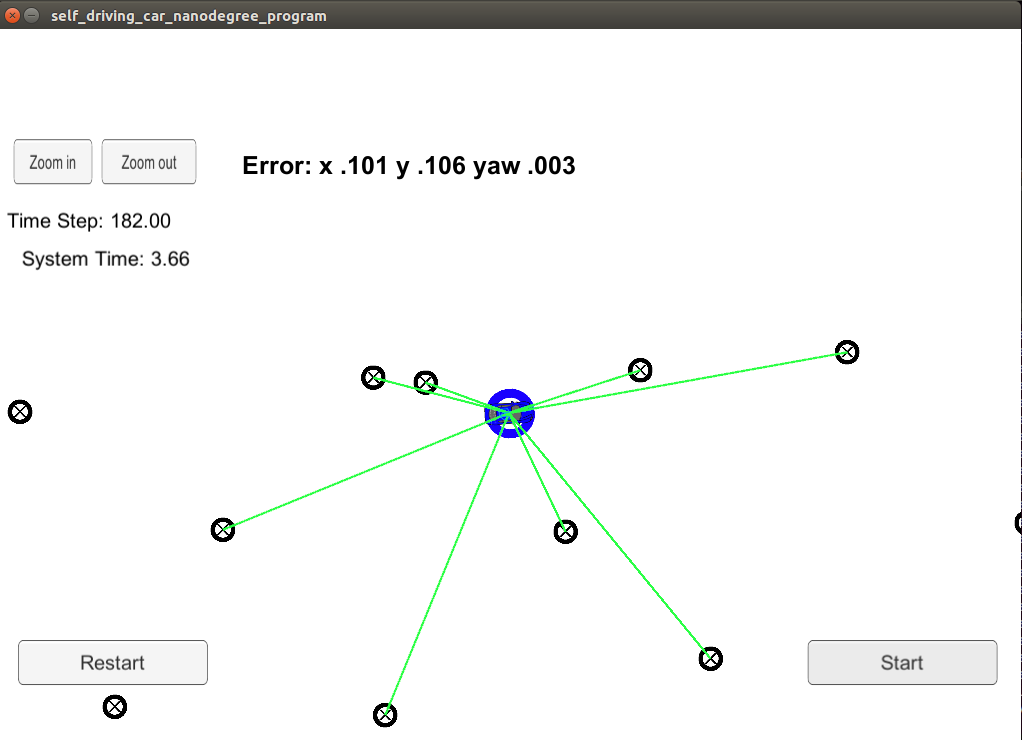 self_driving_car_nanodegree_program
Zoom in
Zoom out
Error: x .101 y .106 yaw .003
Time Step: 182.00
System Time: 3.66
Restart
Start